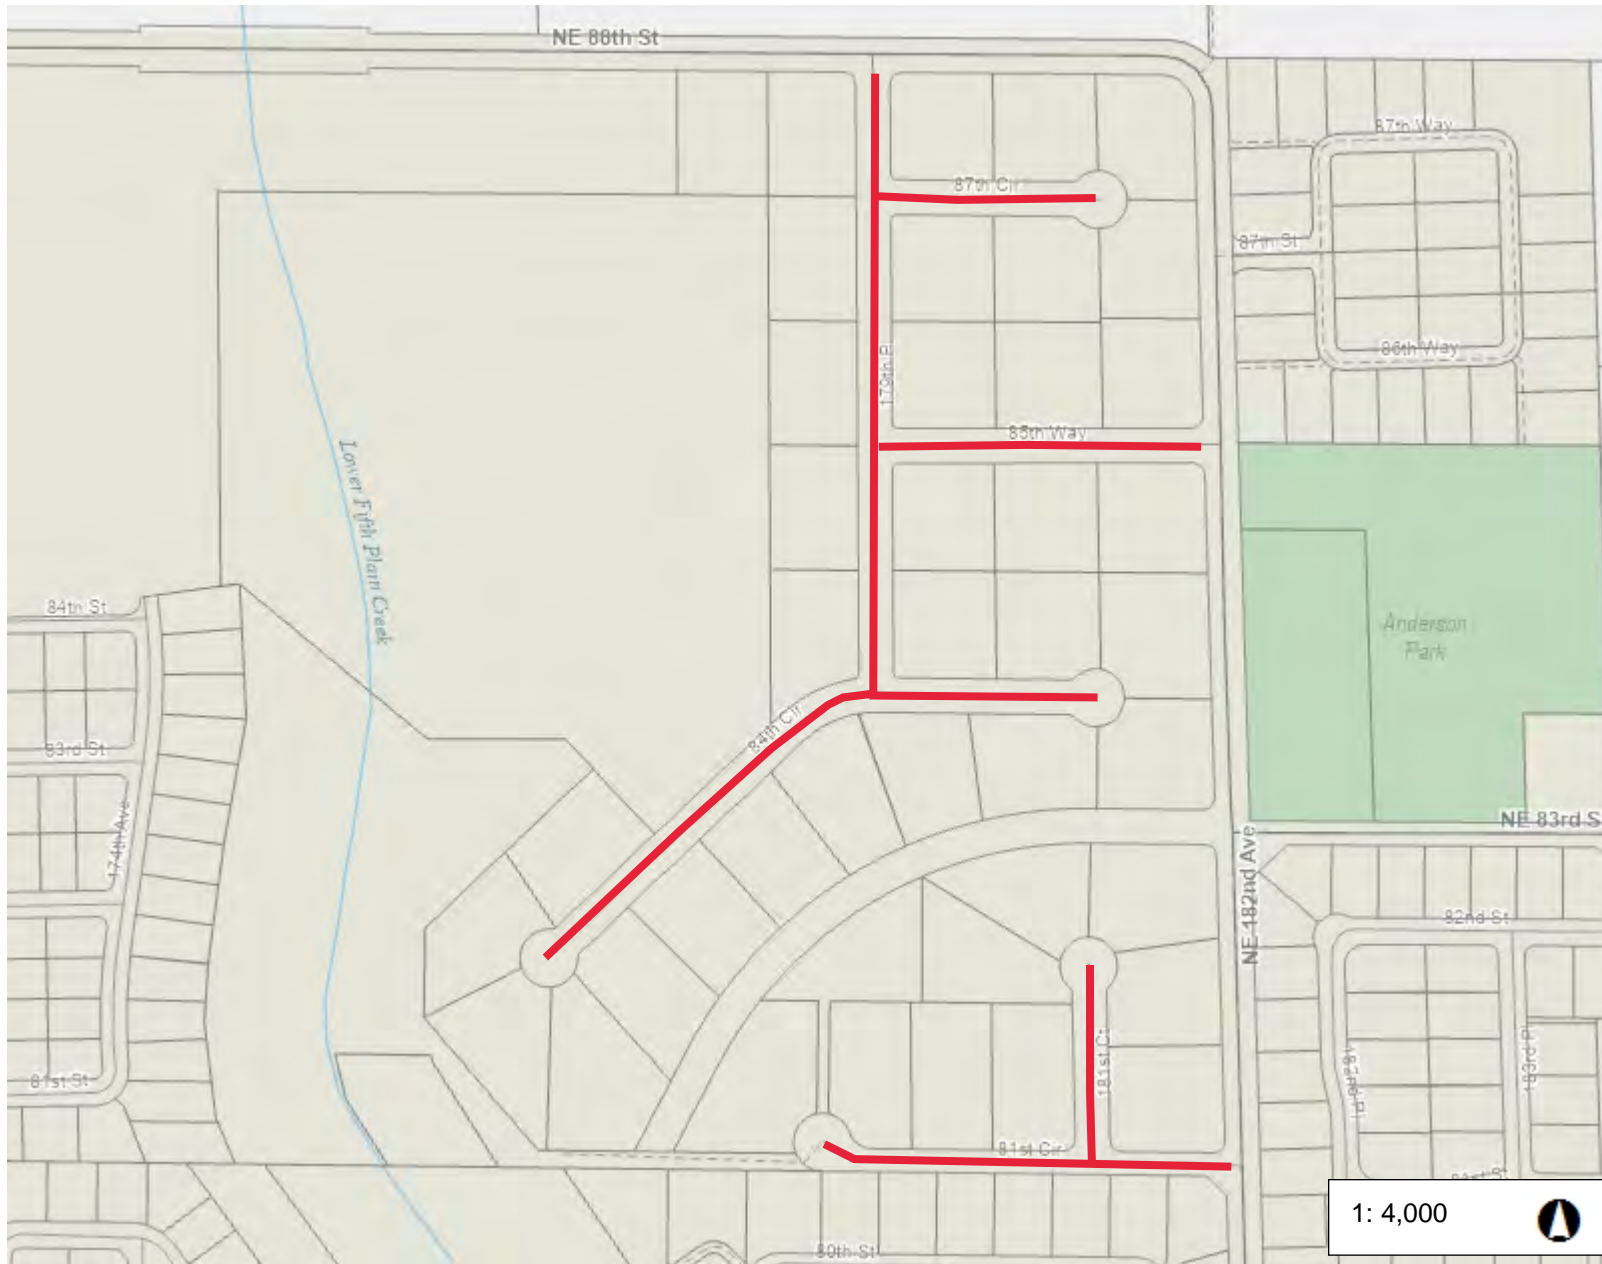 NE 88th St
87th Way
87th Cir
87th St
179th Pl
86th Way
85th Way
Lower Fifth Plain Creek
84th St
Anderson
Park
84th Cir
83rd St
174th Ave
NE 83rd S
NE 182nd Ave
82nd St
181st Ct
183rd Pl
81st St
81st Cir
80th St
1: 4,000